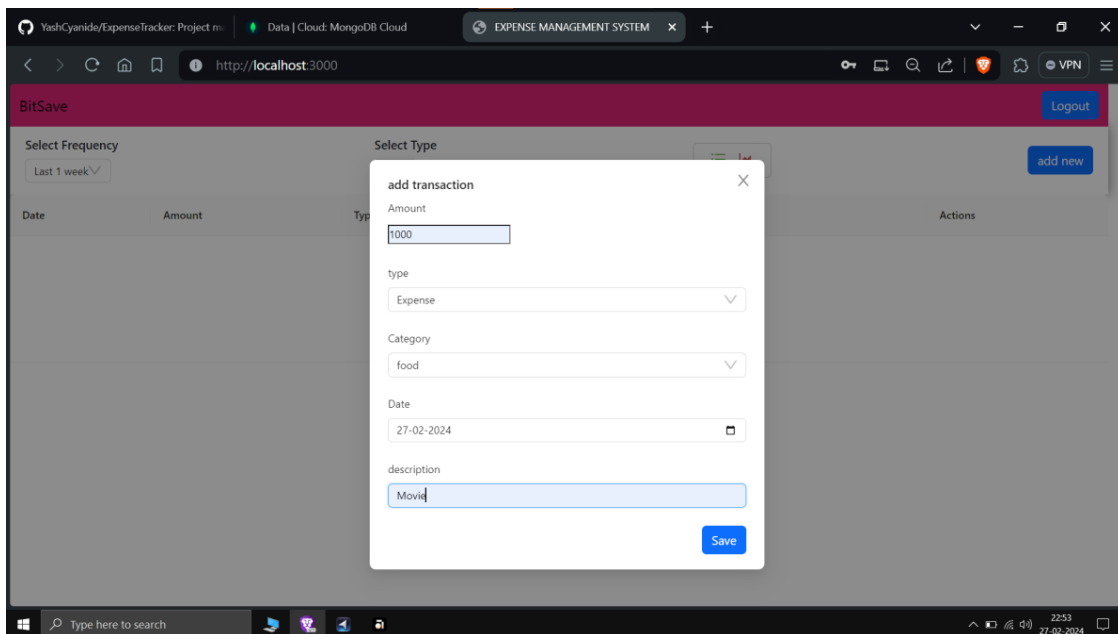 YashCyanide/ExpenseTracker: Project ma
Data | Cloud: MongoDB Cloud
EXPENSE MANAGEMENT SYSTEM
http://localhost:3000
VPN
BitSave
Logout
Select Frequency
Select Type
Last 1 week
add new
add transaction
Date
Amount
Typ
Actions
Amount
1000
type
Expense
Category
food
Date
27-02-2024
description
Movie
Save
Type here to search
22:53
27-02-2024